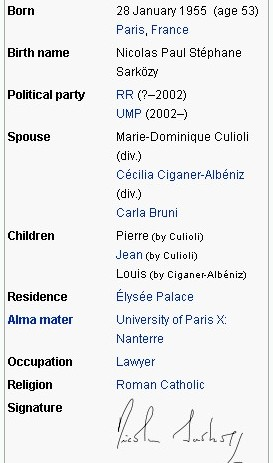 Born 28 January 1955 (age 53)
Paris, France
Birth name Nicolas Paul Stéphane
Sarközy
Political party RR (?–2002)
UMP (2002–)
Spouse Marie-Dominique Culioli
(div.)
Cécilia Ciganer-Albéniz
(div.)
Carla Bruni
Children Pierre (by Culioli)
Jean (by Culioli)
Louis (by Ciganer-Albéniz)
Residence Élysée Palace
Alma mater University of Paris X:
Nanterre
Occupation Lawyer
Religion Roman Catholic
Signature